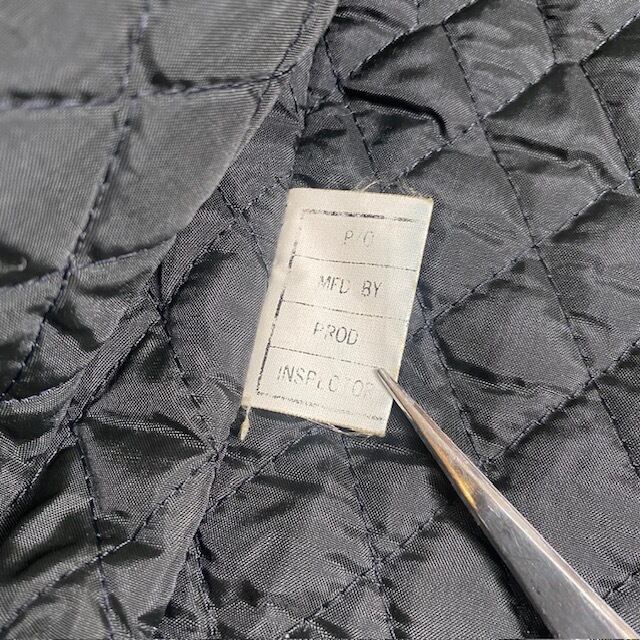 P/O
MFD BY
PROD
INSPECTOR